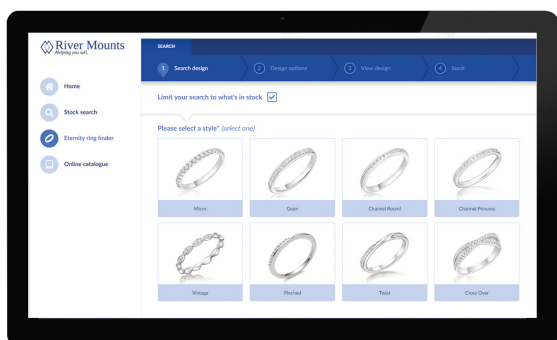 River Mounts
Helping you sell.
Home
Stock search
Eternity ring finder
Online catalogue
SEARCH
1 Search design
2 Design options
3 View design
4 Stock
Limit your search to what's in stock
Please select a style* (select one)
Micro
Grain
Channel Round
Channel Princess
Vintage
Pinched
Twist
Cross Over